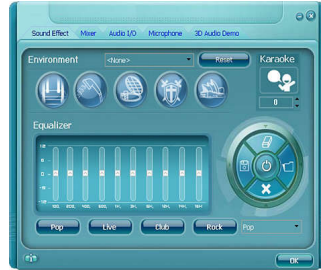 Sound Effect Mixer Audio I/O Microphone 3D Audio Demo
Environment <None> Reset Karaoke
0
Equalizer
Pop Live Club Rock Pop
OK